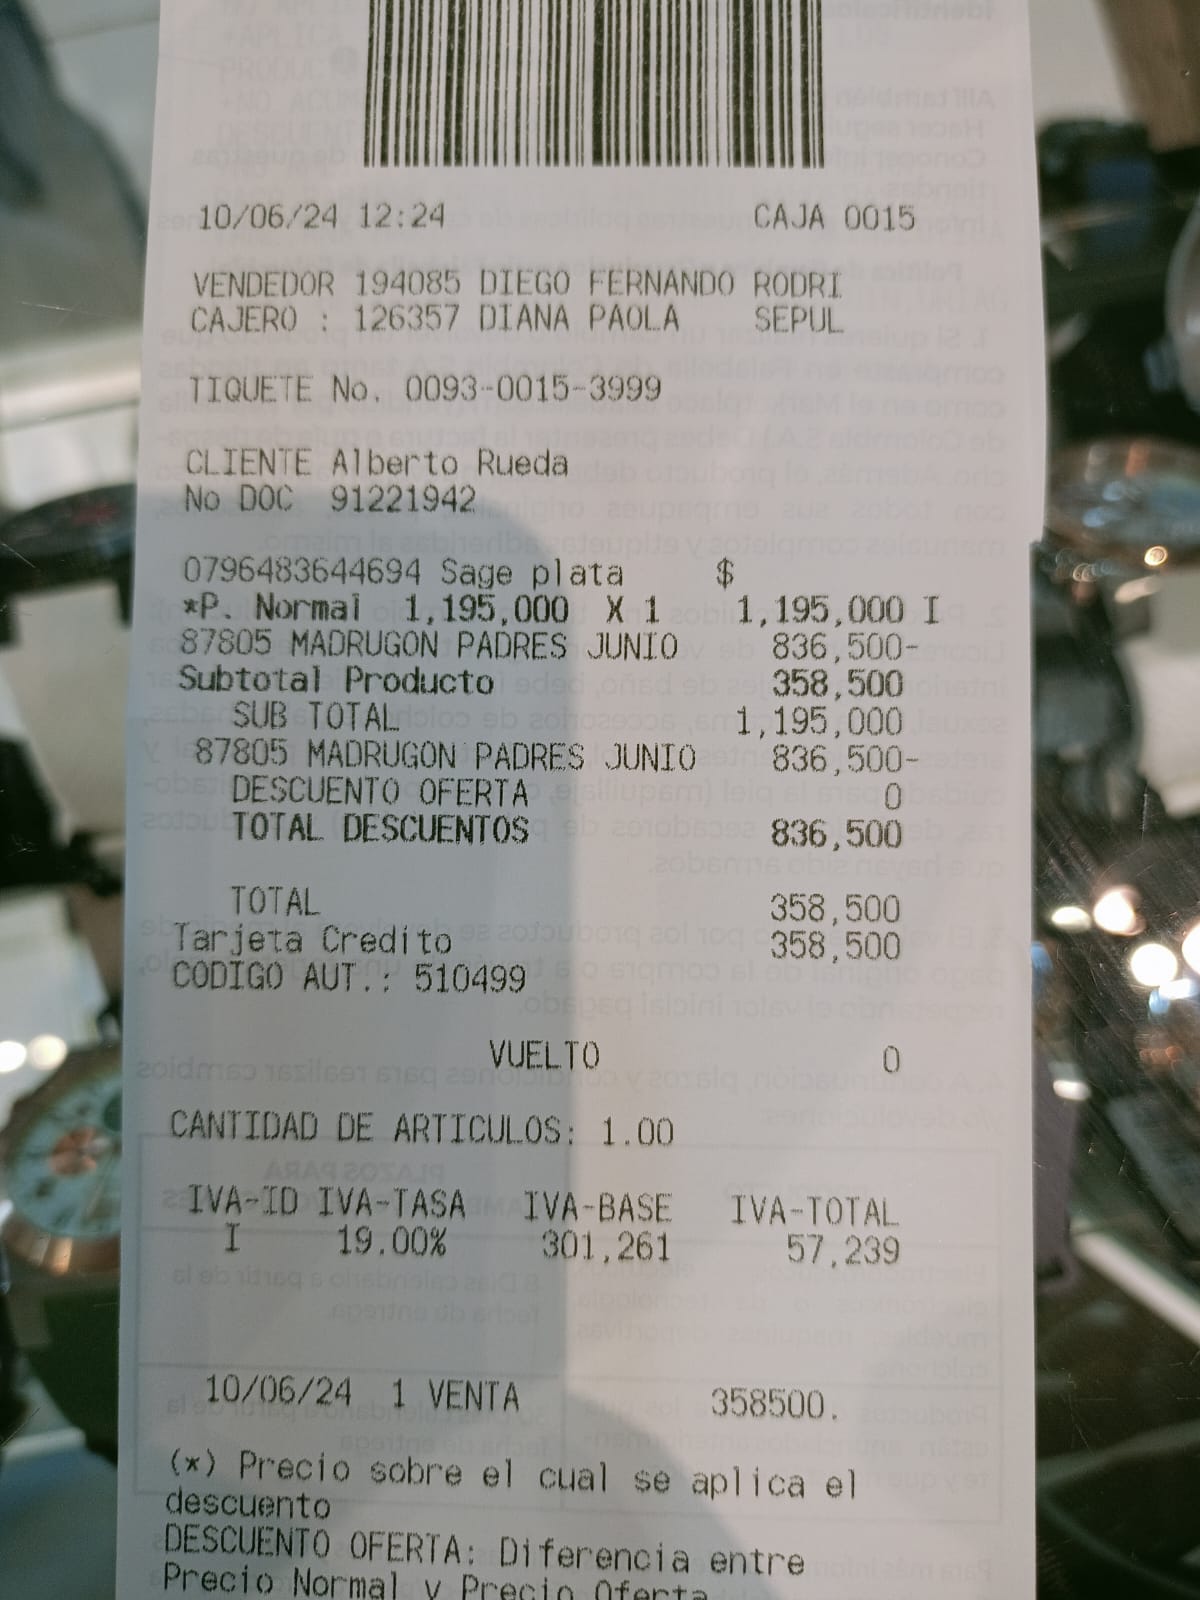 10/06/24 12:24 CAJA 0015
VENDEDOR 194085 DIEGO FERNANDO RODRI
CAJERO : 126357 DIANA PAOLA SEPUL
TIQUETE No. 0093-0015-3999
CLIENTE Alberto Rueda
No DOC 91221942
0796483644694 Sage plata $
*P. Normal 1,195,000 X 1 1,195,000 I
87805 MADRUGON PADRES JUNIO 836,500-
Subtotal Producto 358,500
SUB TOTAL 1,195,000
87805 MADRUGON PADRES JUNIO 836,500-
DESCUENTO OFERTA 0
TOTAL DESCUENTOS 836,500
TOTAL 358,500
Tarjeta Credito 358,500
CODIGO AUT.: 510499
VUELTO 0
CANTIDAD DE ARTICULOS: 1.00
IVA-ID IVA-TASA IVA-BASE IVA-TOTAL
I 19.00% 301,261 57,239
10/06/24 1 VENTA 358500.
(*) Precio sobre el cual se aplica el
descuento
DESCUENTO OFERTA: Diferencia entre
Precio Normal y Precio Oferta